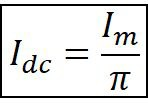 I_dc = I_m / π